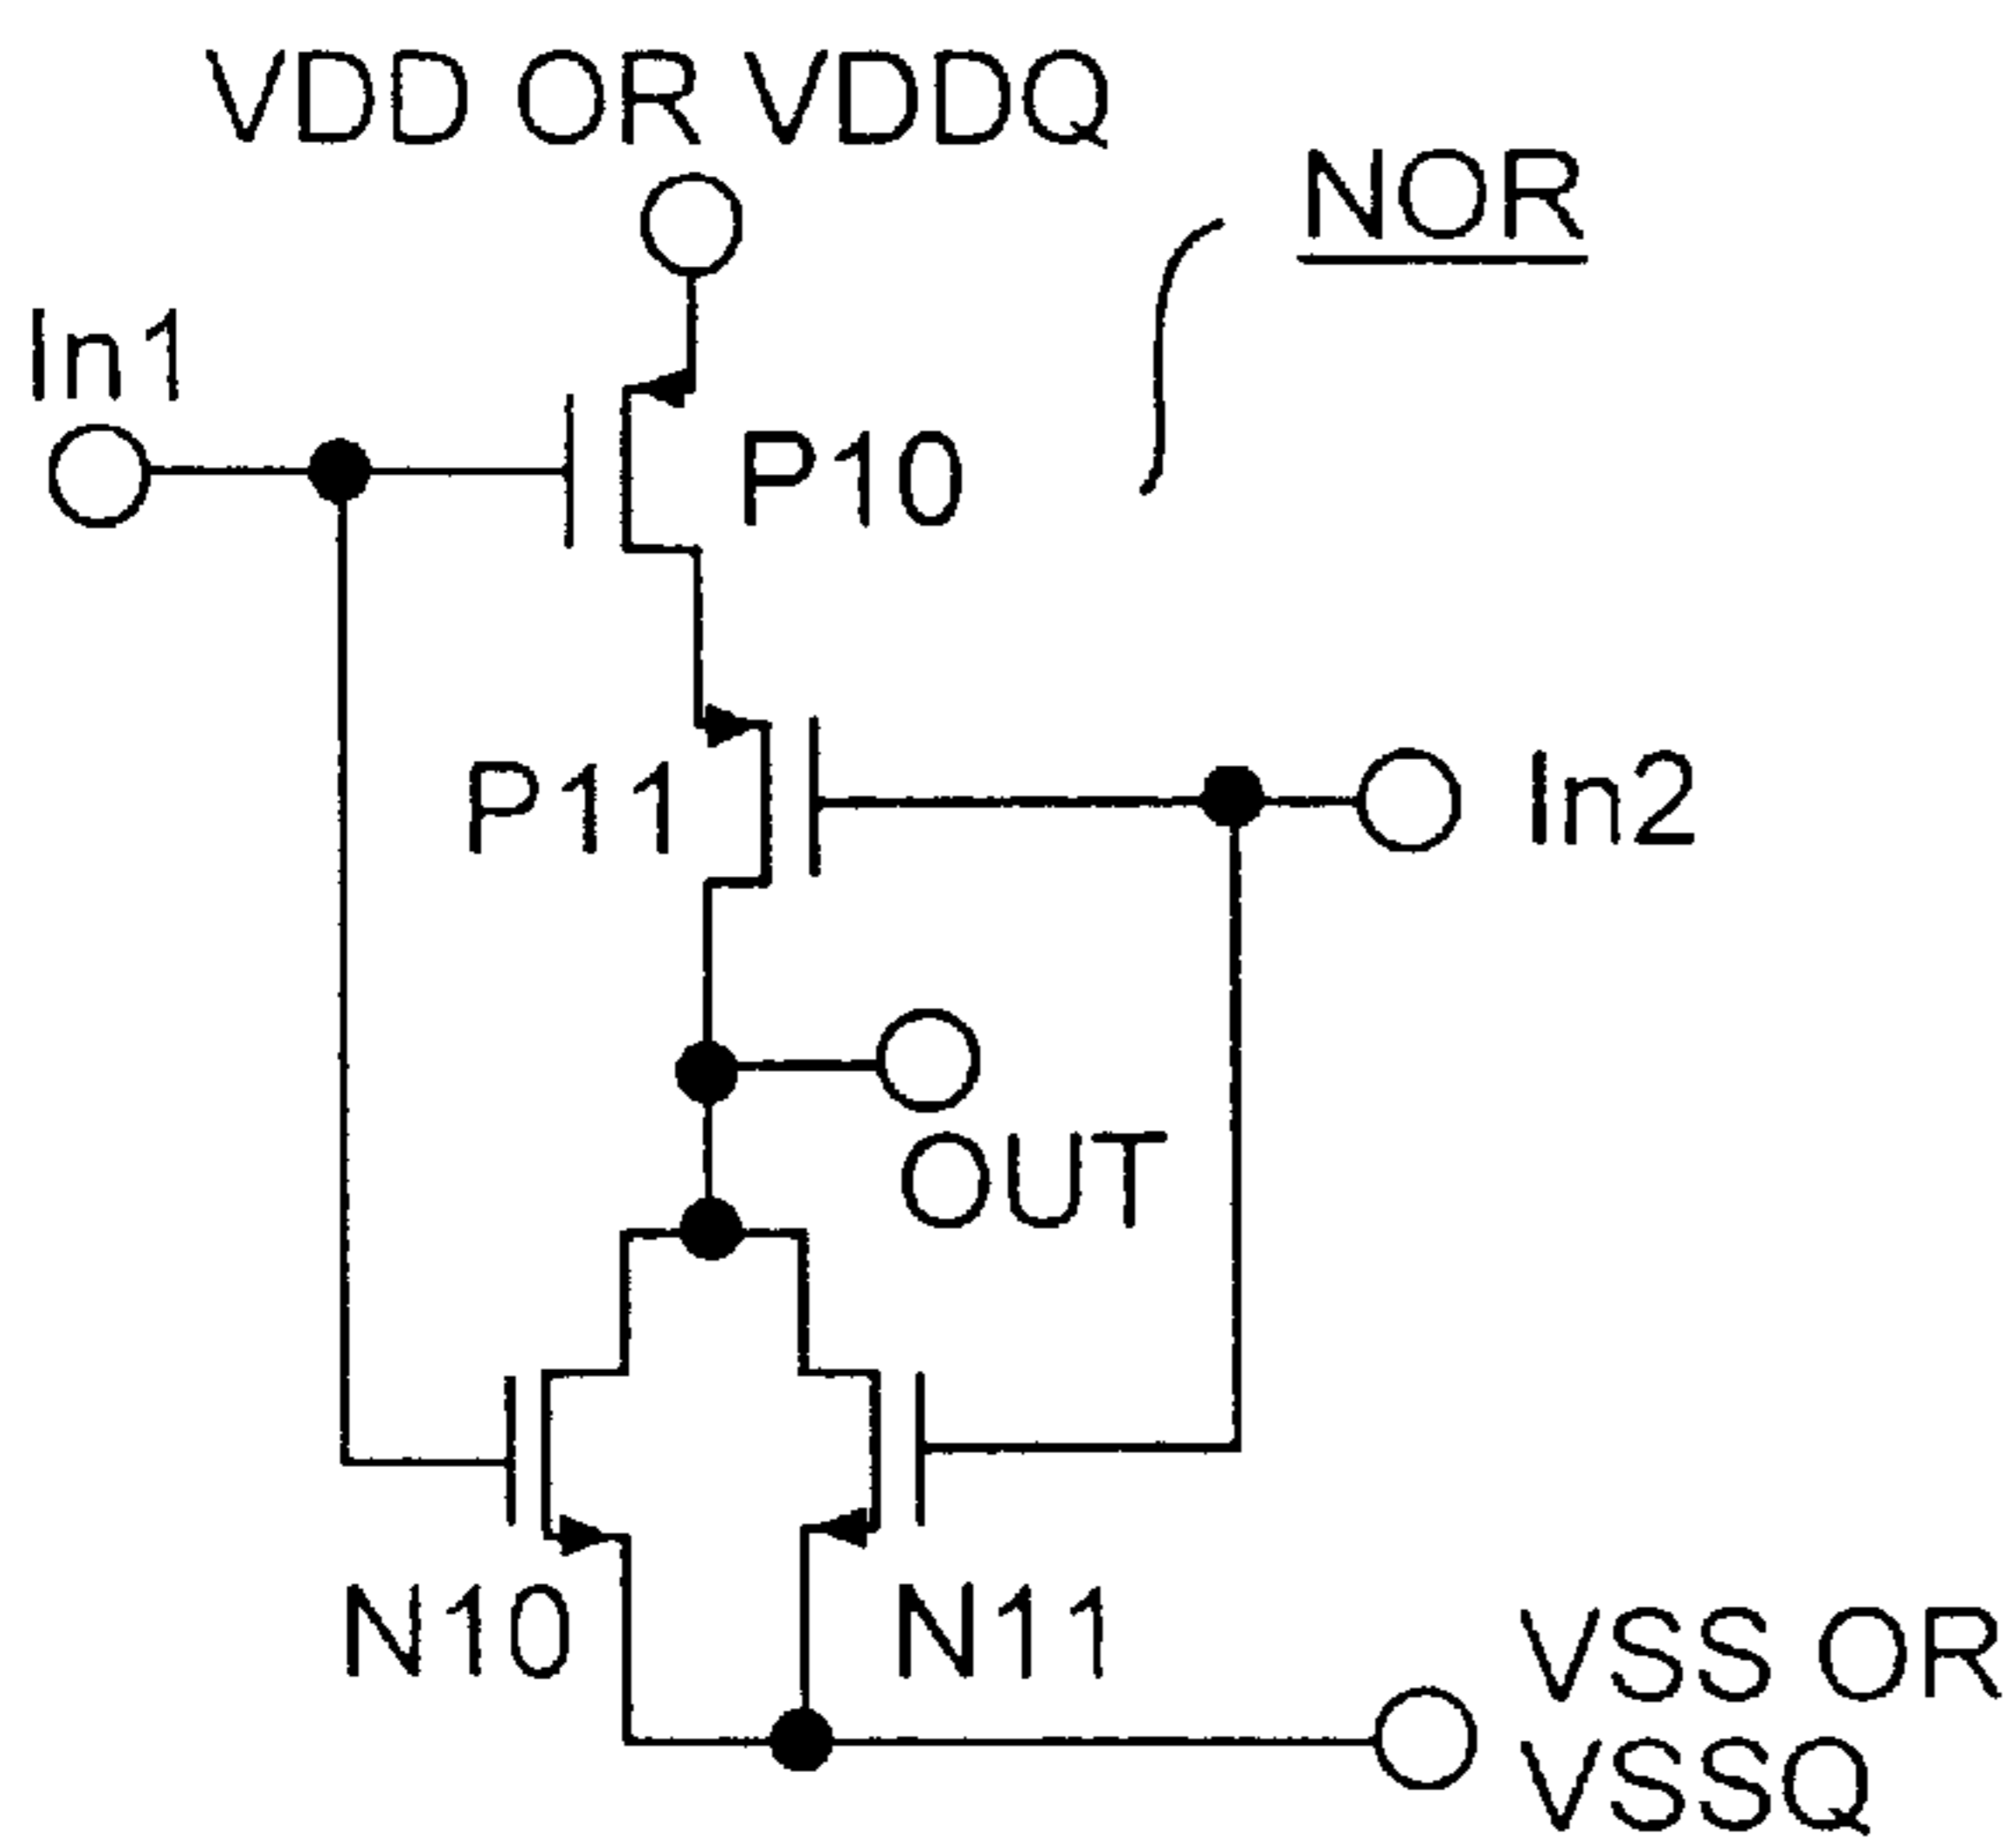 VDD OR VDDQ
NOR
In1
P10
P11
In2
OUT
N10
N11
VSS OR
VSSQ